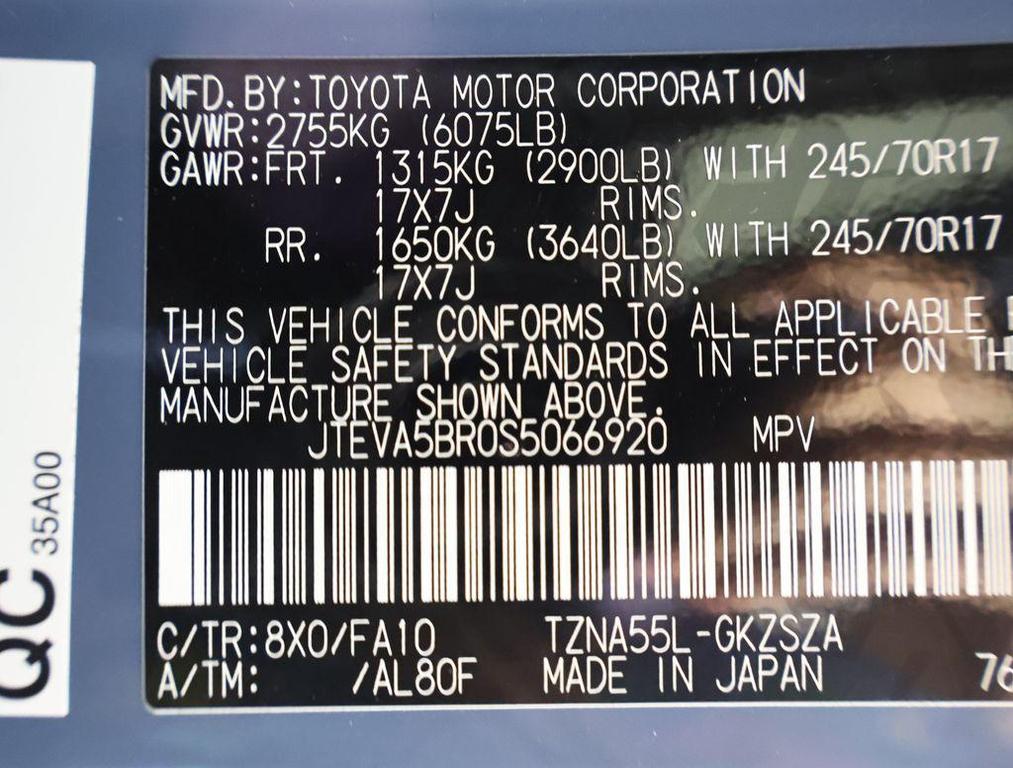 MFD. BY:TOYOTA MOTOR CORPORATION
GVWR:2755KG (6075LB)
GAWR:FRT. 1315KG (2900LB) WITH 245/70R17
17X7J RIMS.
RR. 1650KG (3640LB) WITH 245/70R17
17X7J RIMS.
THIS VEHICLE CONFORMS TO ALL APPLICABLE
VEHICLE SAFETY STANDARDS IN EFFECT ON TH
MANUFACTURE SHOWN ABOVE.
JTEVA5BR0S5066920 MPV
C/TR:8X0/FA10 TZNA55L-GKZSZA
A/TM: /AL80F MADE IN JAPAN 76
QC 35A00